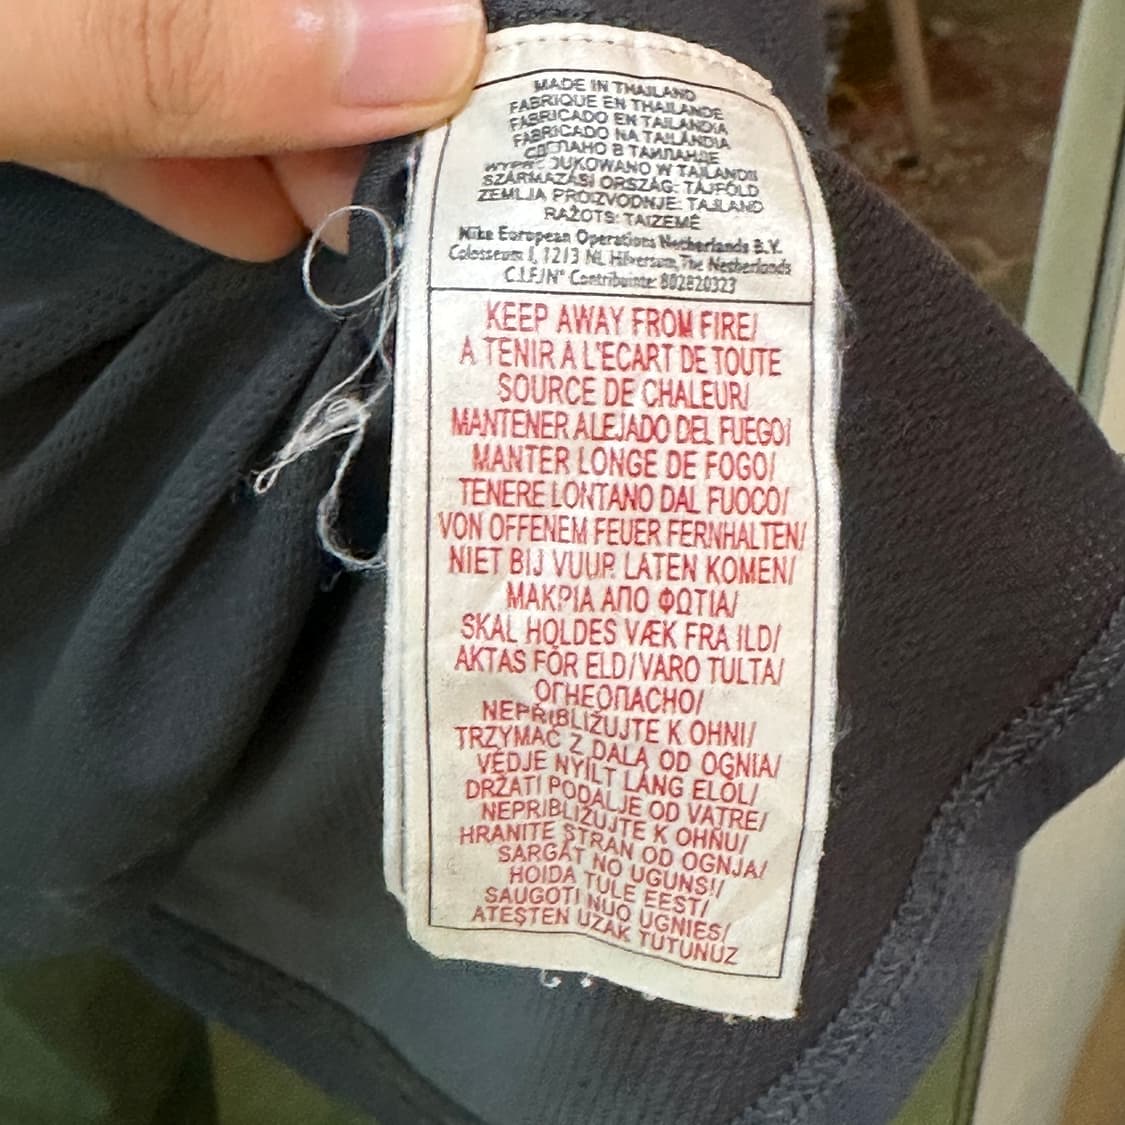 MADE IN THAILAND
FABRIQUE EN THAILANDE
FABRICADO EN TAILANDIA
FABRICADO NA TAILÂNDIA
СДЕЛАНО В ТАИЛАНДЕ
WYPRODUKOWANO W TAJLANDII
SZÁRMAZÁSI ORSZÁG: TÁJFÖLD
ZEMLJA PROIZVODNJE: TAJLAND
RAŽOTS: TAIZEMĒ
Nike European Operations Netherlands B.V.
Colosseum 1, 1213 NL Hilversum, The Netherlands
C.I.F./N° Contribuinte: 802820323
KEEP AWAY FROM FIRE/
A TENIR A L'ECART DE TOUTE
SOURCE DE CHALEUR/
MANTENER ALEJADO DEL FUEGO/
MANTER LONGE DE FOGO/
TENERE LONTANO DAL FUOCO/
VON OFFENEM FEUER FERNHALTEN/
NIET BIJ VUUR LATEN KOMEN/
ΜΑΚΡΙΑ ΑΠΟ ΦΩΤΙΑ/
SKAL HOLDES VÆK FRA ILD/
AKTAS FÖR ELD/VARO TULTA/
ОГНЕОПАСНО/
NEPŘIBLIŽUJTE K OHNI/
TRZYMAĆ Z DALA OD OGNIA/
VÉDJE NYÍLT LÁNG ELŐL/
DRŽATI PODALJE OD VATRE/
NEPRIBLIŽUJTE K OHŇU/
HRANITE STRAN OD OGNJA/
SARGĀT NO UGUNS!/
HOIDA TULE EEST/
SAUGOTI NUO UGNIES/
ATEŞTEN UZAK TUTUNUZ